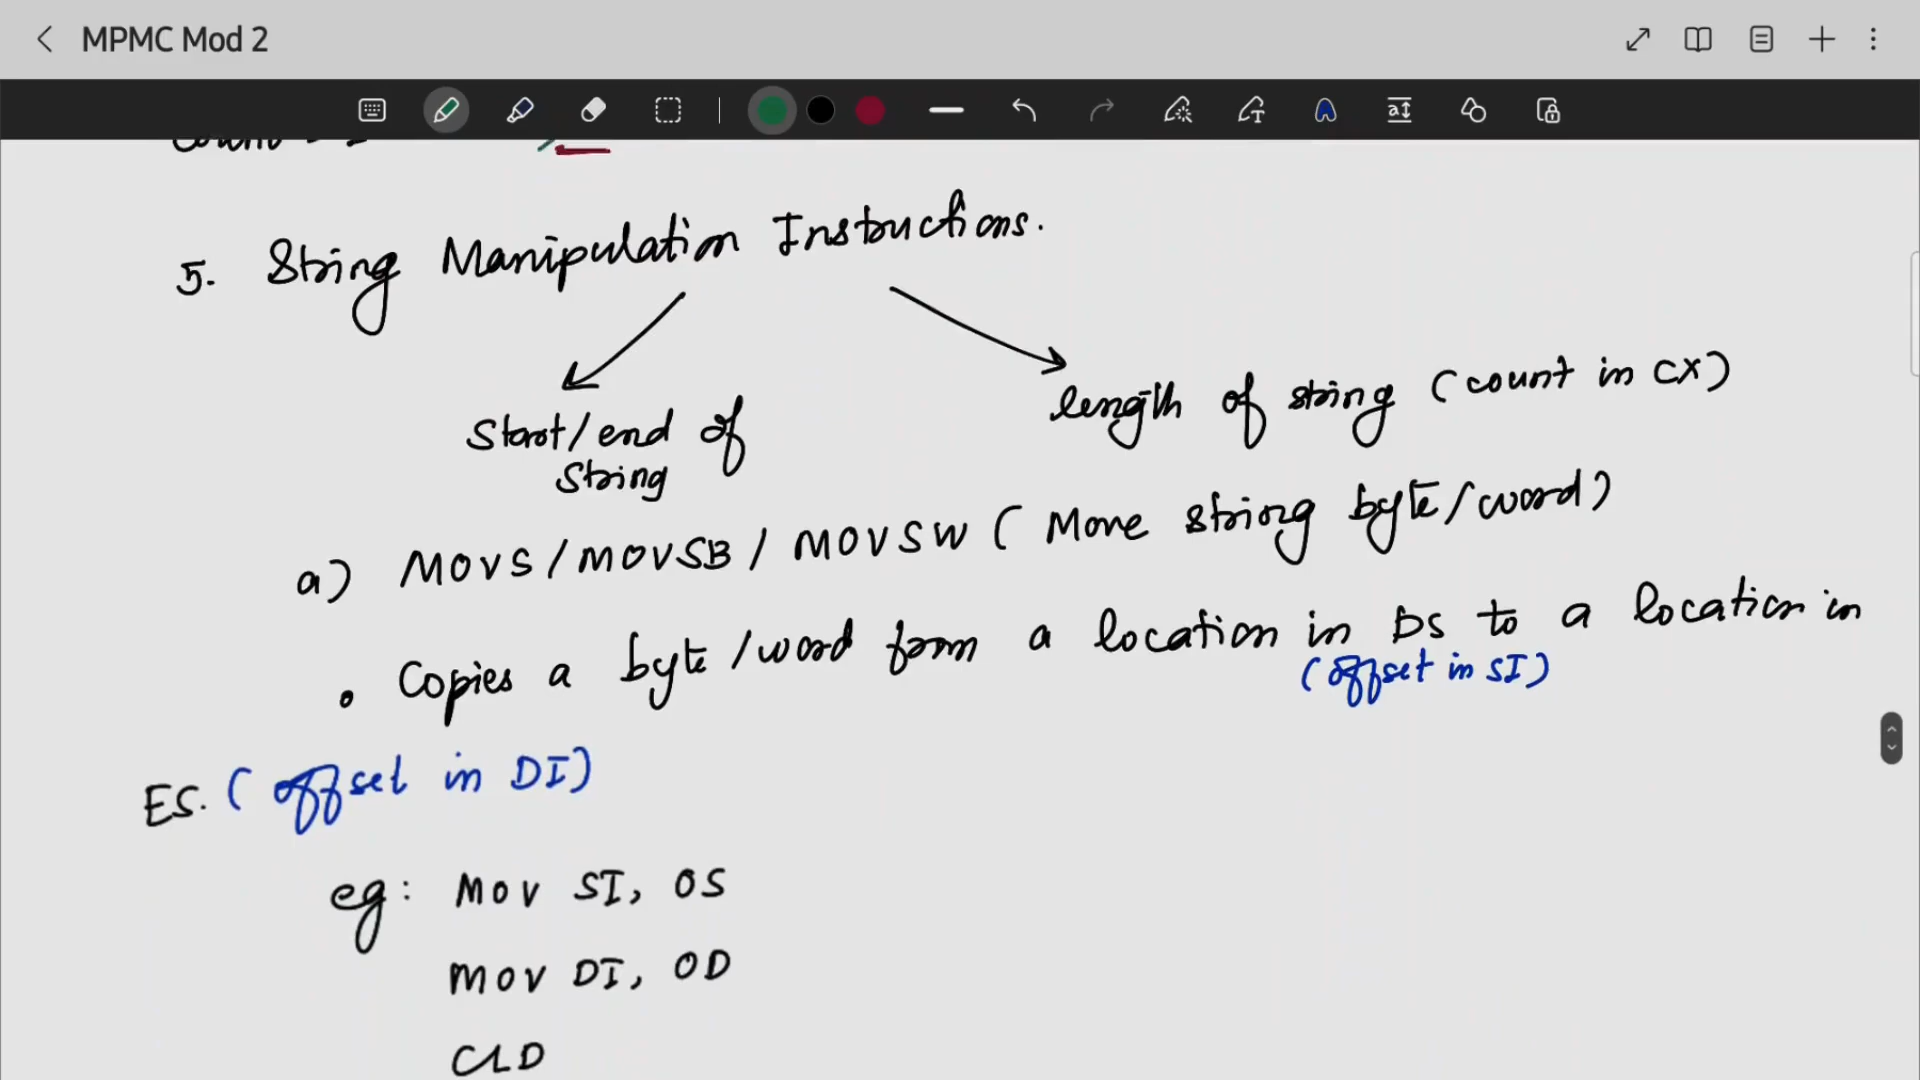 MPMC Mod 2
5. String Manipulation Instructions.
Start/end of
String
length of string (count in CX)
a) MOVS/MOVSB/MOVSW (Move string byte/word)
• Copies a byte/word from a location in DS to a location in
(offset in SI)
ES. (offset in DI)
eg: MOV SI, OS
MOV DI, OD
CLD